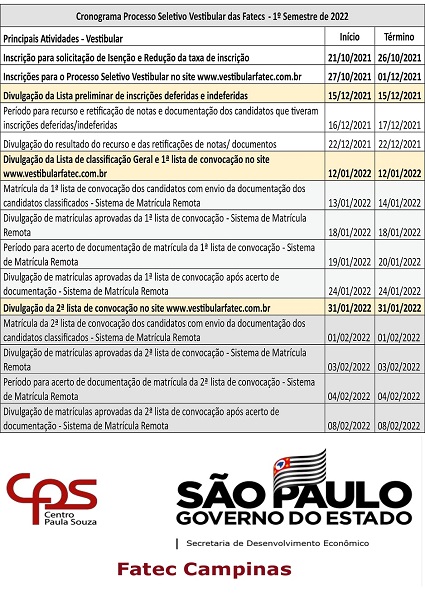 Cronograma Processo Seletivo Vestibular das Fatecs - 1º Semestre de 2022
Principais Atividades - Vestibular Início Término
Inscrição para solicitação de Isenção e Redução da taxa de inscrição 21/10/2021 26/10/2021
Inscrições para o Processo Seletivo Vestibular no site www.vestibularfatec.com.br 27/10/2021 01/12/2021
Divulgação da Lista preliminar de inscrições deferidas e indeferidas 15/12/2021 15/12/2021
Período para recurso e retificação de notas e documentação dos candidatos que tiveram
inscrições deferidas/indeferidas 16/12/2021 17/12/2021
Divulgação do resultado do recurso e das retificações de notas/ documentos 22/12/2021 22/12/2021
Divulgação da Lista de classificação Geral e 1ª lista de convocação no site
www.vestibularfatec.com.br 12/01/2022 12/01/2022
Matrícula da 1ª lista de convocação dos candidatos com envio da documentação dos
candidatos classificados - Sistema de Matrícula Remota 13/01/2022 14/01/2022
Divulgação de matrículas aprovadas da 1ª lista de convocação - Sistema de Matrícula
Remota 18/01/2022 18/01/2022
Período para acerto de documentação de matrícula da 1ª lista de convocação - Sistema
de Matrícula Remota 19/01/2022 20/01/2022
Divulgação de matrículas aprovadas da 1ª lista de convocação após acerto de
documentação - Sistema de Matrícula Remota 24/01/2022 24/01/2022
Divulgação da 2ª lista de convocação no site www.vestibularfatec.com.br 31/01/2022 31/01/2022
Matrícula da 2ª lista de convocação dos candidatos com envio da documentação dos
candidatos classificados - Sistema de Matrícula Remota 01/02/2022 01/02/2022
Divulgação de matrículas aprovadas da 2ª lista de convocação - Sistema de Matrícula
Remota 03/02/2022 03/02/2022
Período para acerto de documentação de matrícula da 2ª lista de convocação - Sistema
de Matrícula Remota 04/02/2022 04/02/2022
Divulgação de matrículas aprovadas da 2ª lista de convocação após acerto de
documentação - Sistema de Matrícula Remota 08/02/2022 08/02/2022
CPS
Centro
Paula Souza
SÃO PAULO
GOVERNO DO ESTADO
Secretaria de Desenvolvimento Econômico
Fatec Campinas